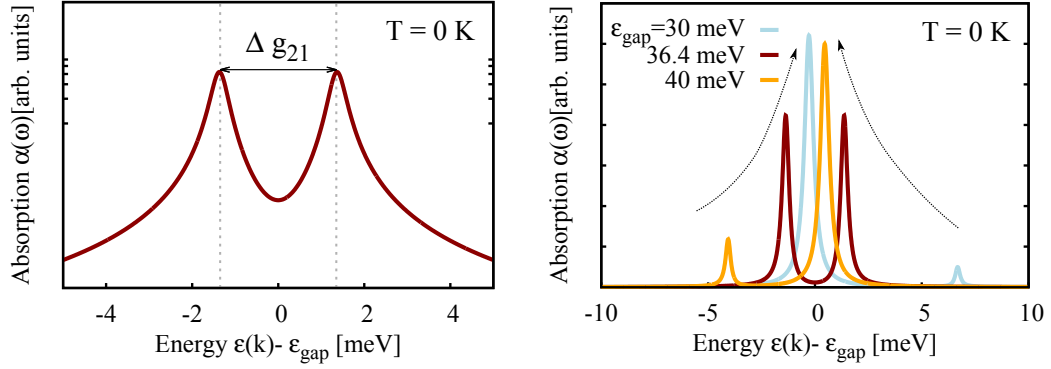 T = 0 K
Δ g21
Absorption α(ω)[arb. units]
-4 -2 0 2 4
Energy ε(k)- εgap [meV]
εgap=30 meV
36.4 meV
40 meV
T = 0 K
Absorption α(ω)[arb. units]
-10 -5 0 5 10
Energy ε(k)- εgap [meV]